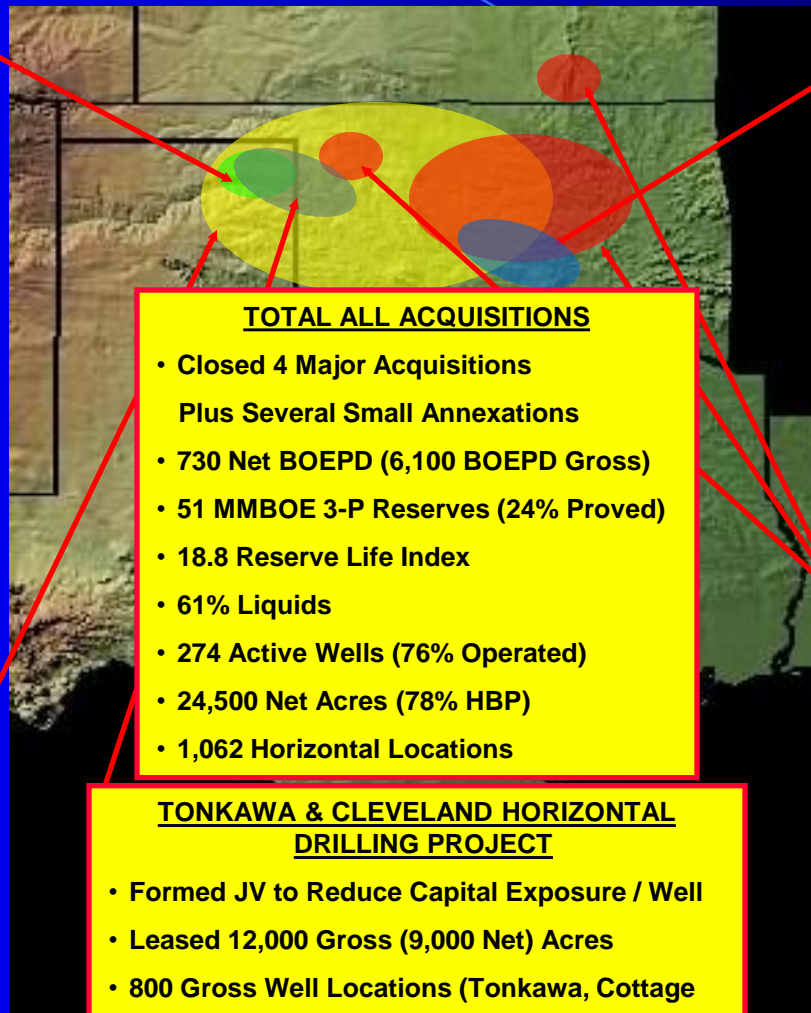 TOTAL ALL ACQUISITIONS
• Closed 4 Major Acquisitions
Plus Several Small Annexations
• 730 Net BOEPD (6,100 BOEPD Gross)
• 51 MMBOE 3-P Reserves (24% Proved)
• 18.8 Reserve Life Index
• 61% Liquids
• 274 Active Wells (76% Operated)
• 24,500 Net Acres (78% HBP)
• 1,062 Horizontal Locations
TONKAWA & CLEVELAND HORIZONTAL
DRILLING PROJECT
• Formed JV to Reduce Capital Exposure / Well
• Leased 12,000 Gross (9,000 Net) Acres
• 800 Gross Well Locations (Tonkawa, Cottage